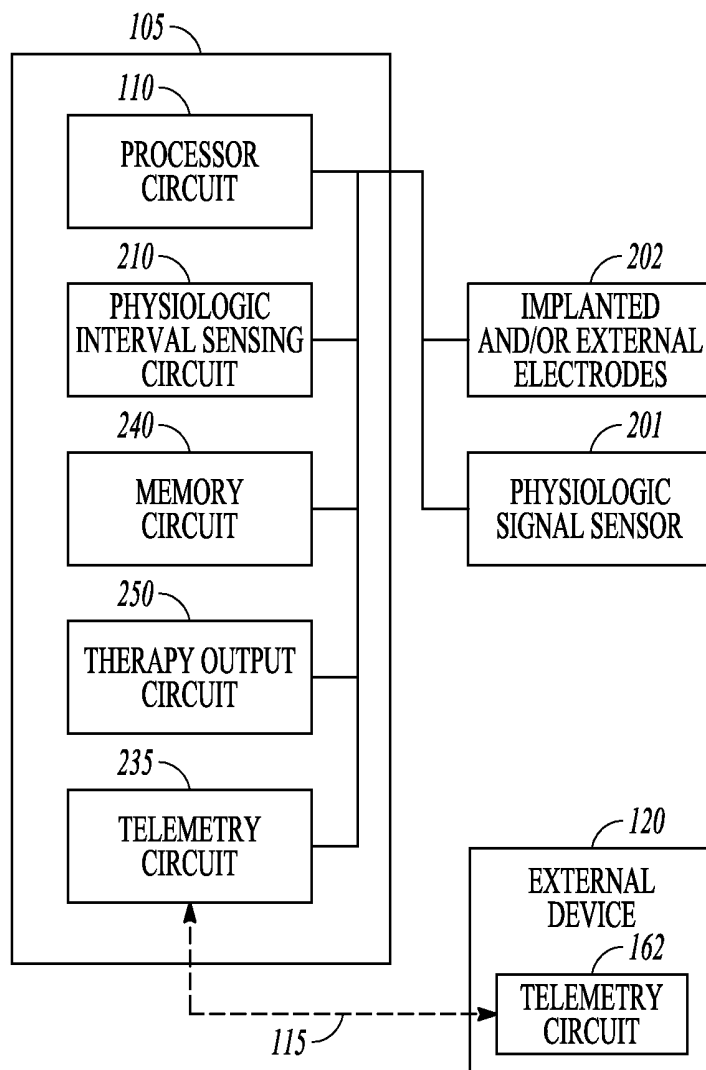 105
110
PROCESSOR
CIRCUIT
210
PHYSIOLOGIC
INTERVAL SENSING
CIRCUIT
240
MEMORY
CIRCUIT
250
THERAPY OUTPUT
CIRCUIT
235
TELEMETRY
CIRCUIT
202
IMPLANTED
AND/OR EXTERNAL
ELECTRODES
201
PHYSIOLOGIC
SIGNAL SENSOR
120
EXTERNAL
DEVICE
162
TELEMETRY
CIRCUIT
115